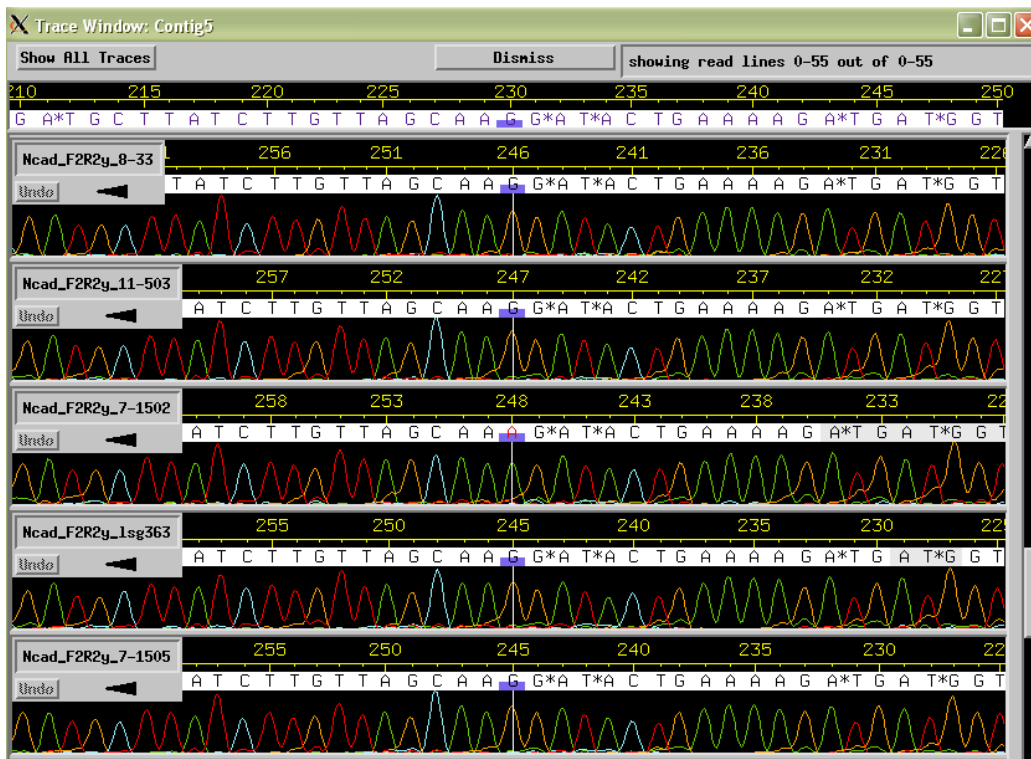 Trace Window: Contig5
Show All Traces Dismiss showing read lines 0-55 out of 0-55
210 215 220 225 230 235 240 245 250
G A*T G C T T A T C T T G T T A G C A A G G*A T*A C T G A A A A G A*T G A T*G G T
Ncad_F2R2y_8-33 256 251 246 241 236 231
Undo T A T C T T G T T A G C A A G G*A T*A C T G A A A A G A*T G A T*G G T
Ncad_F2R2y_11-503 257 252 247 242 237 232
Undo A T C T T G T T A G C A A G G*A T*A C T G A A A A G A*T G A T*G G T
Ncad_F2R2y_7-1502 258 253 248 243 238 233
Undo A T C T T G T T A G C A A A G*A T*A C T G A A A A G A*T G A T*G G T
Ncad_F2R2y_lsg363 255 250 245 240 235 230
Undo A T C T T G T T A G C A A G G*A T*A C T G A A A A G A*T G A T*G G T
Ncad_F2R2y_7-1505 255 250 245 240 235 230
Undo A T C T T G T T A G C A A G G*A T*A C T G A A A A G A*T G A T*G G T